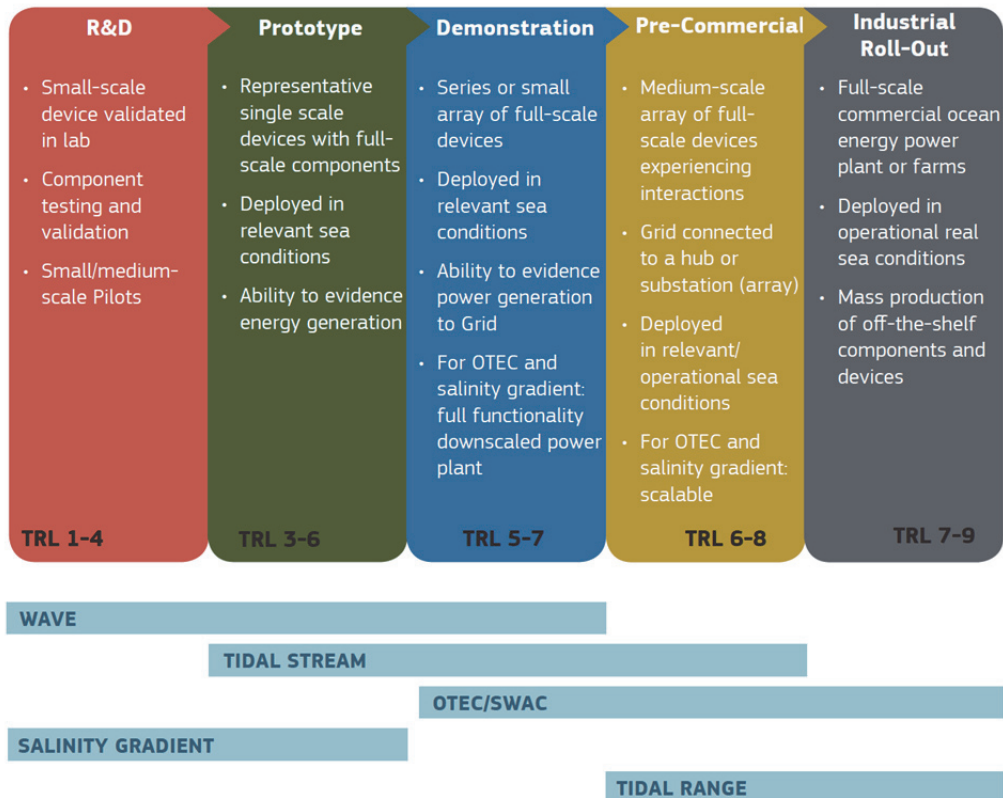 R&D
• Small-scale
device validated
in lab
• Component
testing and
validation
• Small/medium-
scale Pilots
TRL 1-4
Prototype
• Representative
single scale
devices with full-
scale components
• Deployed in
relevant sea
conditions
• Ability to evidence
energy generation
TRL 3-6
Demonstration
• Series or small
array of full-scale
devices
• Deployed in
relevant sea
conditions
• Ability to evidence
power generation
to Grid
• For OTEC and
salinity gradient:
full functionality
downscaled power
plant
TRL 5-7
Pre-Commercial
• Medium-scale
array of full-
scale devices
experiencing
interactions
• Grid connected
to a hub or
substation (array)
• Deployed
in relevant/
operational sea
conditions
• For OTEC and
salinity gradient:
scalable
TRL 6-8
Industrial
Roll-Out
• Full-scale
commercial ocean
energy power
plant or farms
• Deployed in
operational real
sea conditions
• Mass production
of off-the-shelf
components and
devices
TRL 7-9
WAVE
TIDAL STREAM
OTEC/SWAC
SALINITY GRADIENT
TIDAL RANGE